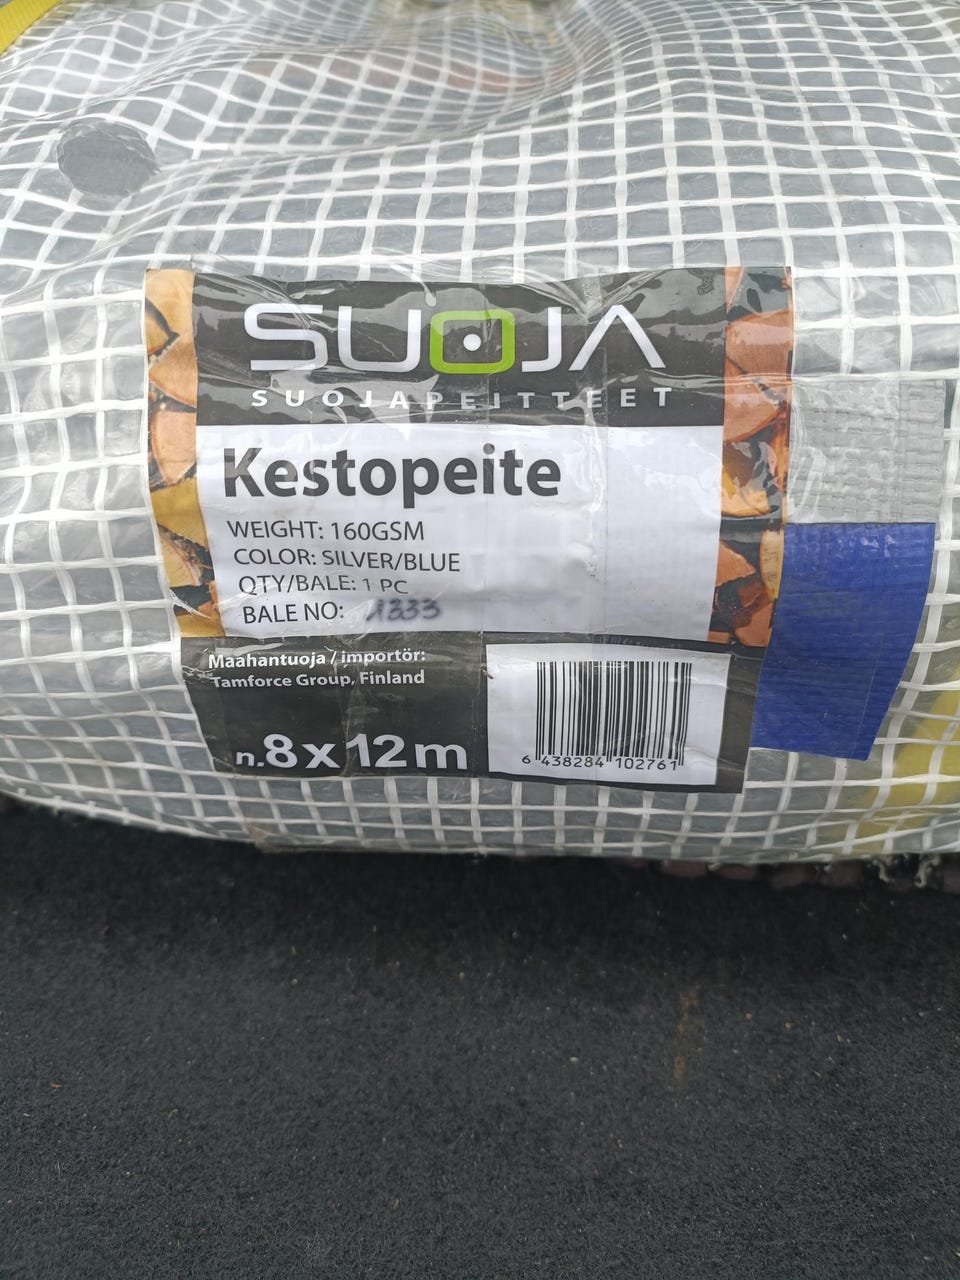 SUOJA
SUOJAPEITTEET
Kestopeite
WEIGHT: 160GSM
COLOR: SILVER/BLUE
QTY/BALE: 1 PC
BALE NO: 1333
Maahantuoja / importör:
Tamforce Group, Finland
n.8 x 12 m
6 438284 102761